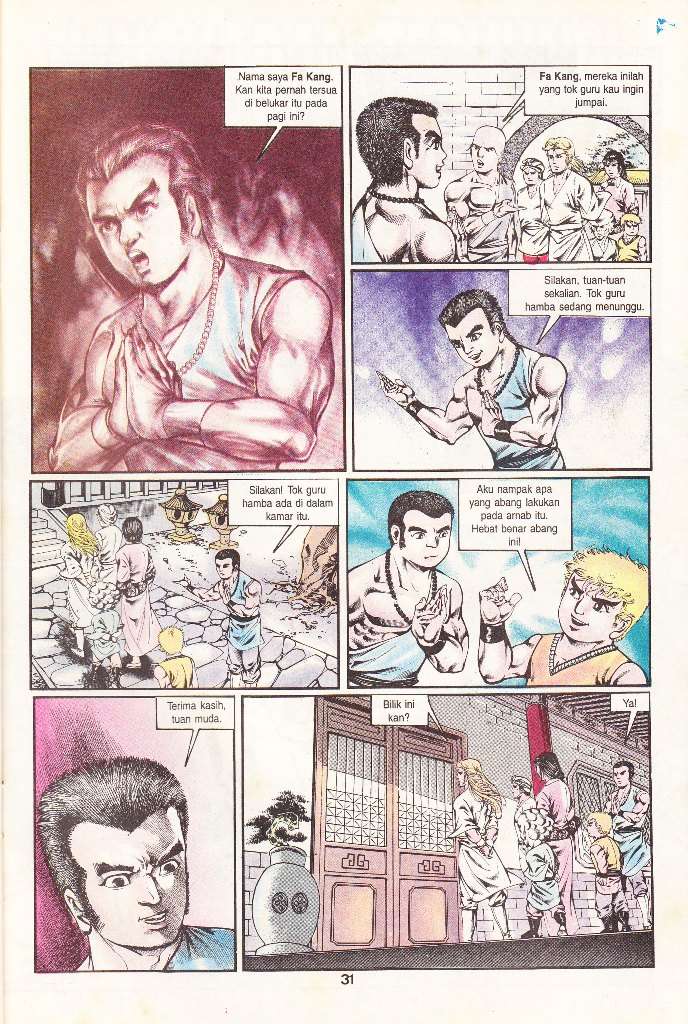 Nama saya Fa Kang.
Kan kita pernah tersua
di belukar itu pada
pagi ini?
Fa Kang, mereka inilah
yang tok guru kau ingin
jumpai.
Silakan, tuan-tuan
sekalian. Tok guru
hamba sedang menunggu.
Silakan! Tok guru
hamba ada di dalam
kamar itu.
Aku nampak apa
yang abang lakukan
pada arnab itu.
Hebat benar abang
ini!
Terima kasih,
tuan muda.
Bilik ini
kan?
Ya!
31